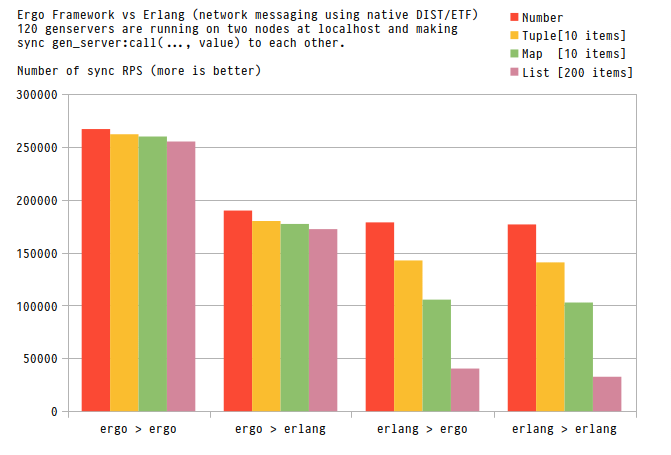 Ergo Framework vs Erlang (network messaging using native DIST/ETF)
120 genservers are running on two nodes at localhost and making
sync gen_server:call(..., value) to each other.
Number of sync RPS (more is better)
Number
Tuple[10 items]
Map [10 items]
List [200 items]
300000
250000
200000
150000
100000
50000
0
ergo > ergo
ergo > erlang
erlang > ergo
erlang > erlang